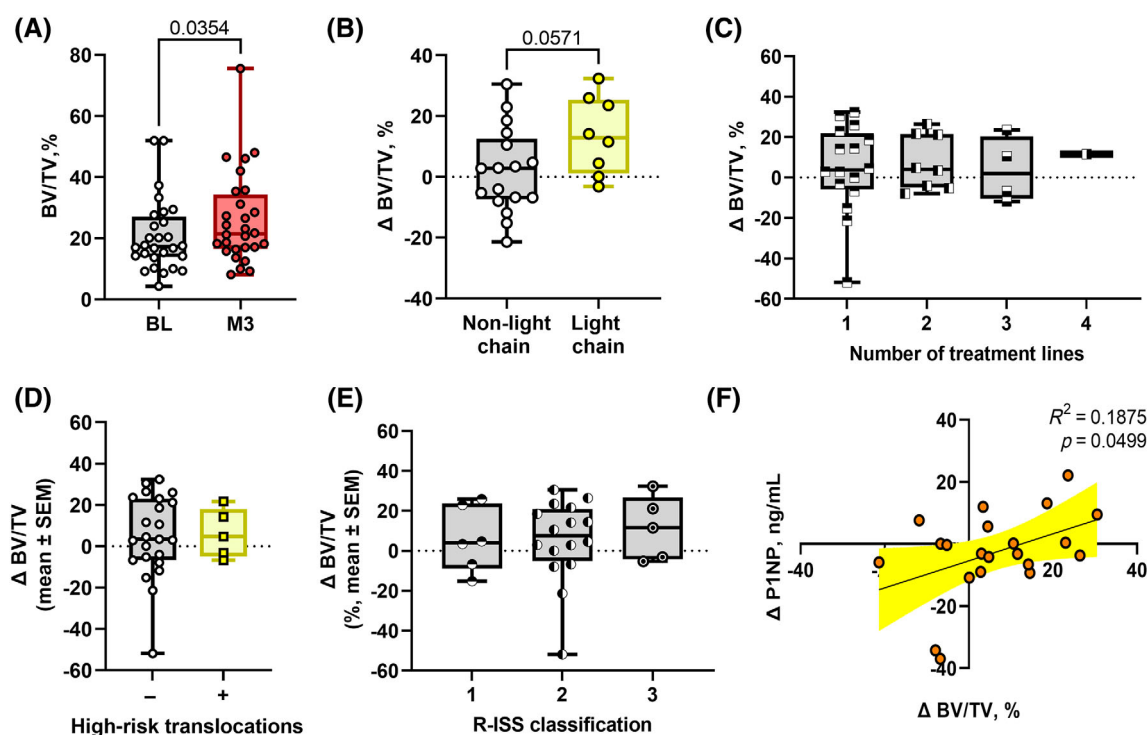 (A)
0.0354
80
60
40
20
0
BV/TV, %
BL M3
(B)
0.0571
40
20
0
-20
40
Δ BV/TV, %
Non-light chain
Light chain
(C)
60
40
20
0
-20
-40
-60
Δ BV/TV, %
1 2 3 4
Number of treatment lines
(D)
60
40
20
0
-20
-40
-60
Δ BV/TV
(mean ± SEM)
– +
High-risk translocations
(E)
60
40
20
0
-20
-40
-60
Δ BV/TV
(%, mean ± SEM)
1 2 3
R-ISS classification
(F)
R² = 0.1875
p = 0.0499
40
20
-20
-40
-40 -20 20 40
Δ P1NP, ng/mL
Δ BV/TV, %